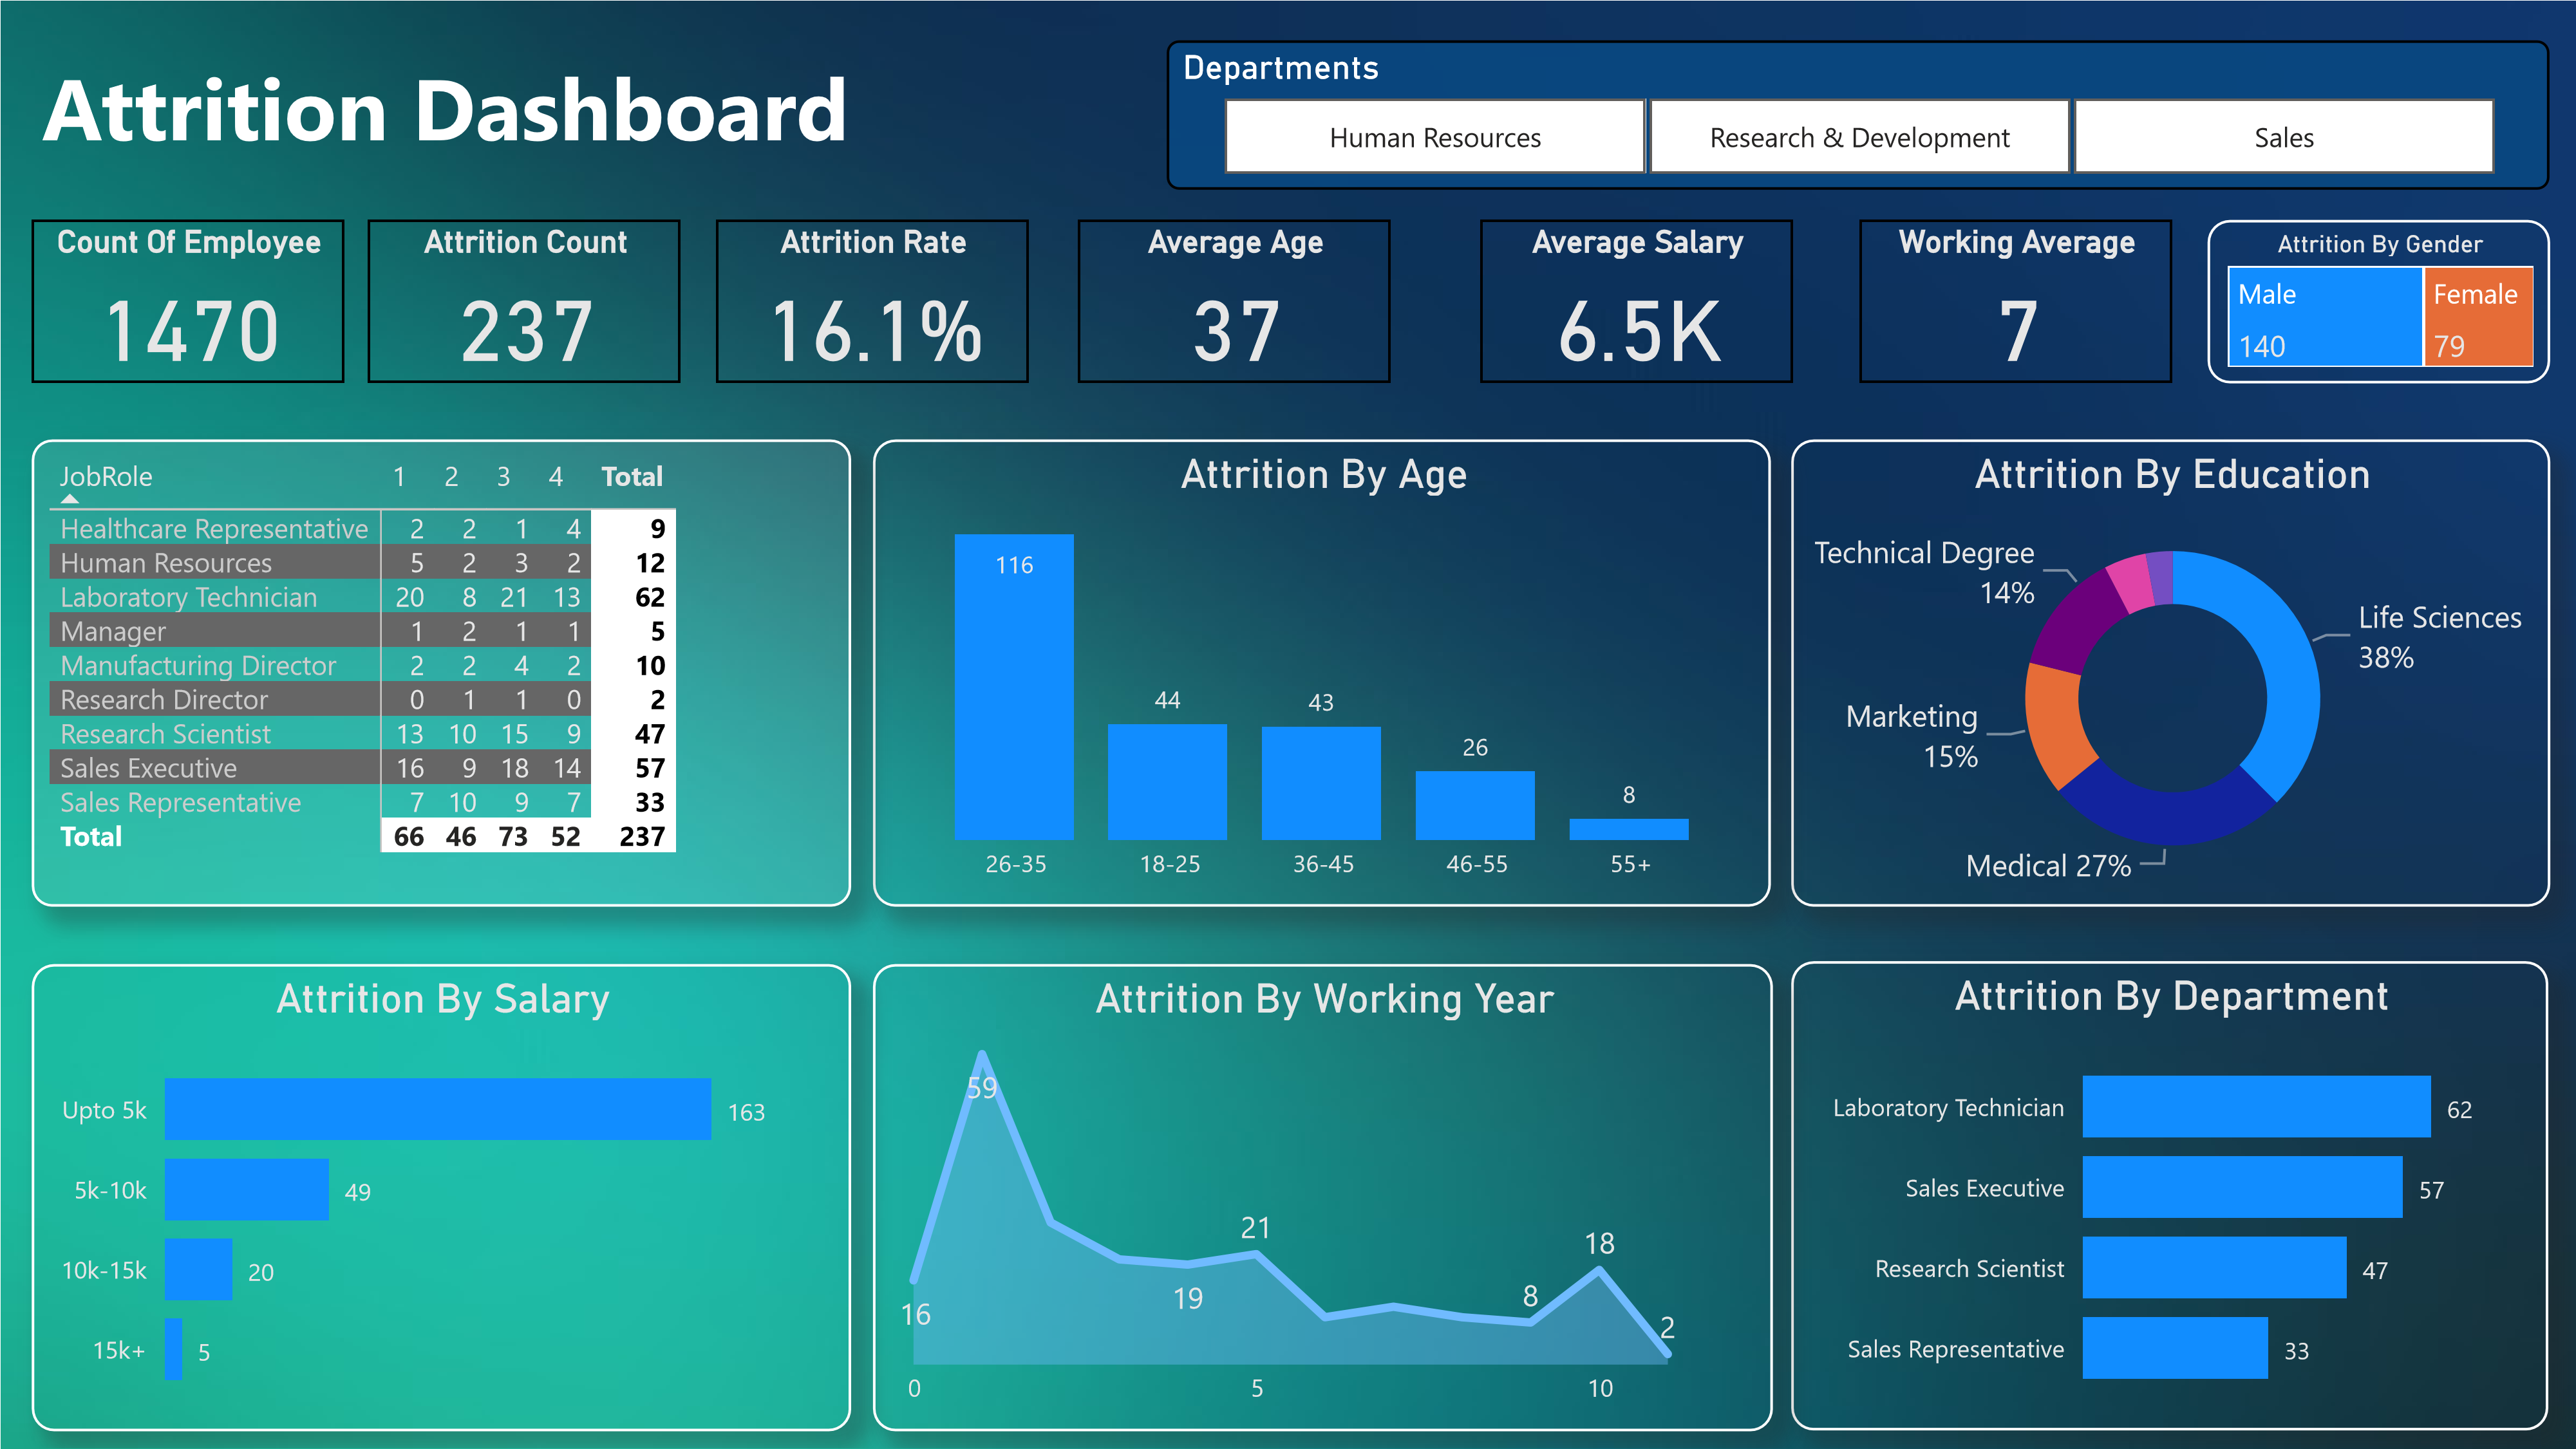 Attrition Dashboard
Departments
Human Resources
Research & Development
Sales
Count Of Employee
1470
Attrition Count
237
Attrition Rate
16.1%
Average Age
37
Average Salary
6.5K
Working Average
7
Attrition By Gender
Male
140
Female
79
JobRole 1 2 3 4 Total
Healthcare Representative 2 2 1 4 9
Human Resources 5 2 3 2 12
Laboratory Technician 20 8 21 13 62
Manager 1 2 1 1 5
Manufacturing Director 2 2 4 2 10
Research Director 0 1 1 0 2
Research Scientist 13 10 15 9 47
Sales Executive 16 9 18 14 57
Sales Representative 7 10 9 7 33
Total 66 46 73 52 237
Attrition By Age
116
44
43
26
8
26-35
18-25
36-45
46-55
55+
Attrition By Education
Technical Degree
14%
Life Sciences
38%
Marketing
15%
Medical 27%
Attrition By Salary
Upto 5k 163
5k-10k 49
10k-15k 20
15k+ 5
Attrition By Working Year
59
21
18
16
19
8
2
0
5
10
Attrition By Department
Laboratory Technician 62
Sales Executive 57
Research Scientist 47
Sales Representative 33